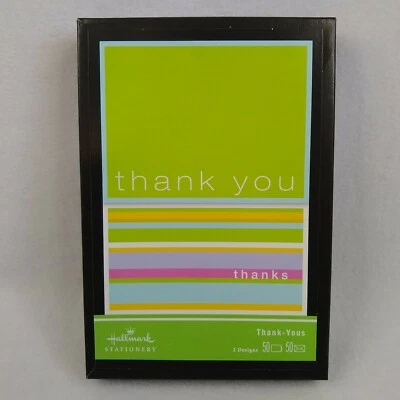 thank you
thanks
Hallmark
STATIONERY
Thank-Yous
2 Designs 50 50